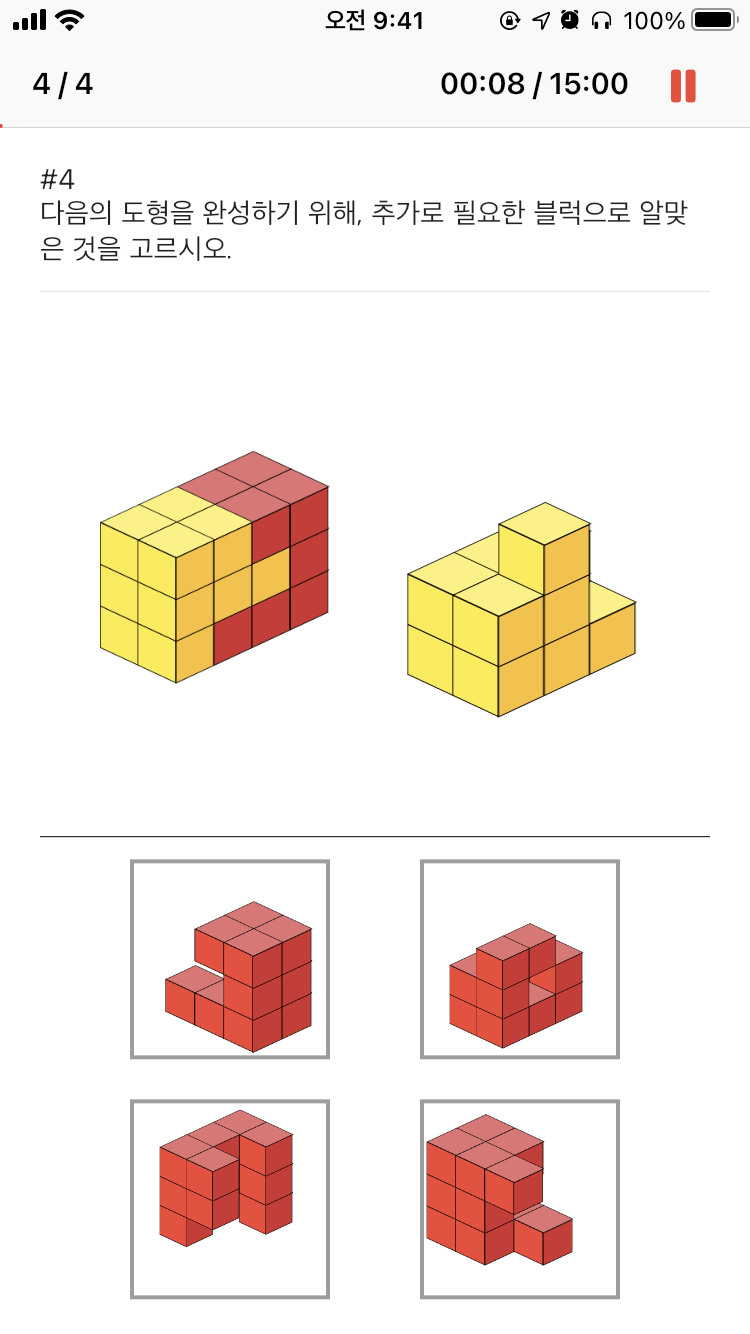 오전 9:41
100%
4 / 4
00:08 / 15:00
#4
다음의 도형을 완성하기 위해, 추가로 필요한 블럭으로 알맞
은 것을 고르시오.